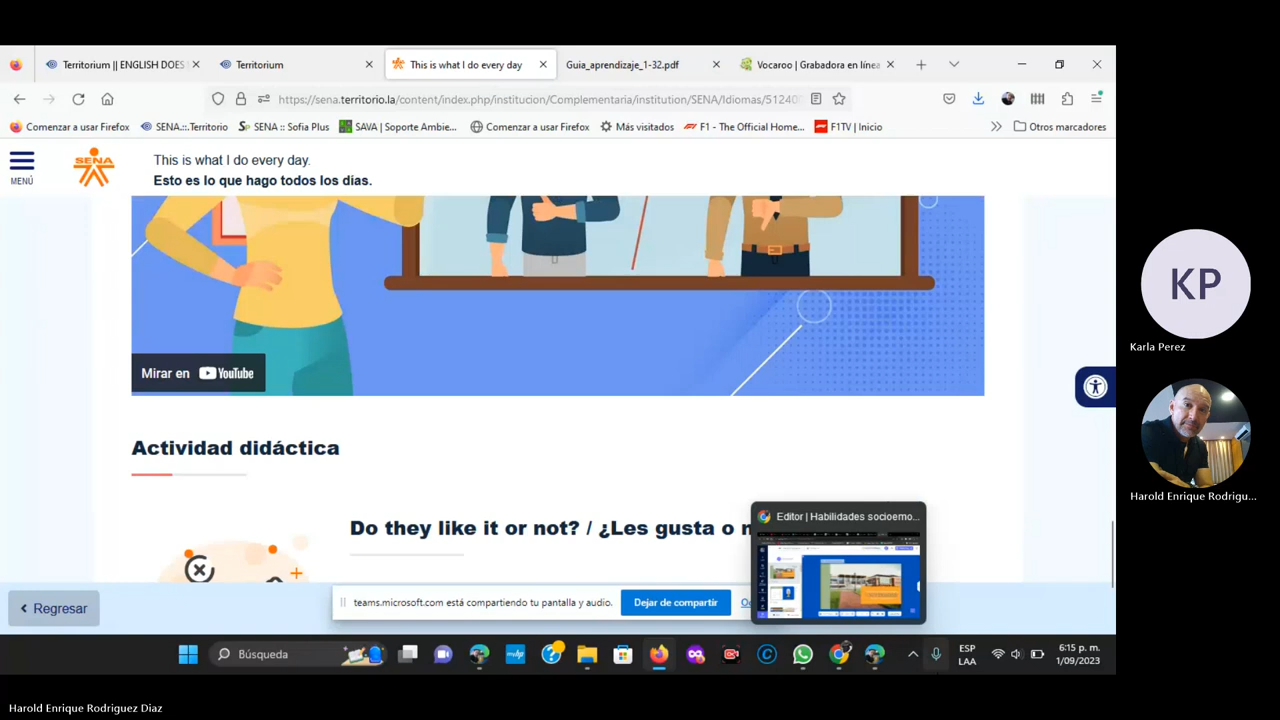 Territorium || ENGLISH DOES
Territorium
This is what I do every day
Guia_aprendizaje_1-32.pdf
Vocaroo | Grabadora en línea
https://sena.territorio.la/content/index.php/institucion/Complementaria/institution/SENA/Idiomas/51240
Comenzar a usar Firefox
SENA.::.Territorio
SENA :: Sofia Plus
SAVA | Soporte Ambie...
Comenzar a usar Firefox
Más visitados
F1 - The Official Home...
F1TV | Inicio
Otros marcadores
MENÚ
SENA
This is what I do every day.
Esto es lo que hago todos los días.
Mirar en YouTube
Actividad didáctica
Do they like it or not? / ¿Les gusta o n
Editor | Habilidades socioemo...
Regresar
teams.microsoft.com está compartiendo tu pantalla y audio.
Dejar de compartir
Oc
Búsqueda
ESP
LAA
6:15 p. m.
1/09/2023
KP
Karla Perez
Harold Enrique Rodrigu...
Harold Enrique Rodriguez Diaz